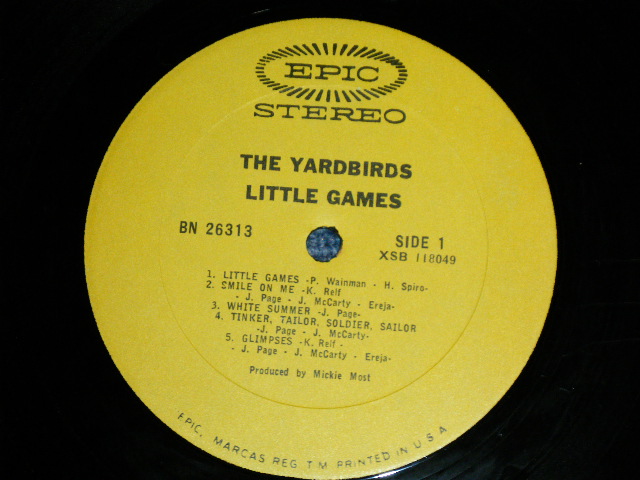 EPIC
STEREO
THE YARDBIRDS
LITTLE GAMES
BN 26313
SIDE 1
XSB 118049
1. LITTLE GAMES -P. Wainman - H. Spiro-
2. SMILE ON ME -K. Relf
- J. Page - J. McCarty - Ereja-
3. WHITE SUMMER -J. Page-
4. TINKER, TAILOR, SOLDIER, SAILOR
-J. Page - J. McCarty-
5. GLIMPSES -K. Relf -
- J. Page - J. McCarty - Ereja-
Produced by Mickie Most
EPIC, MARCAS REG. T M PRINTED IN U S A